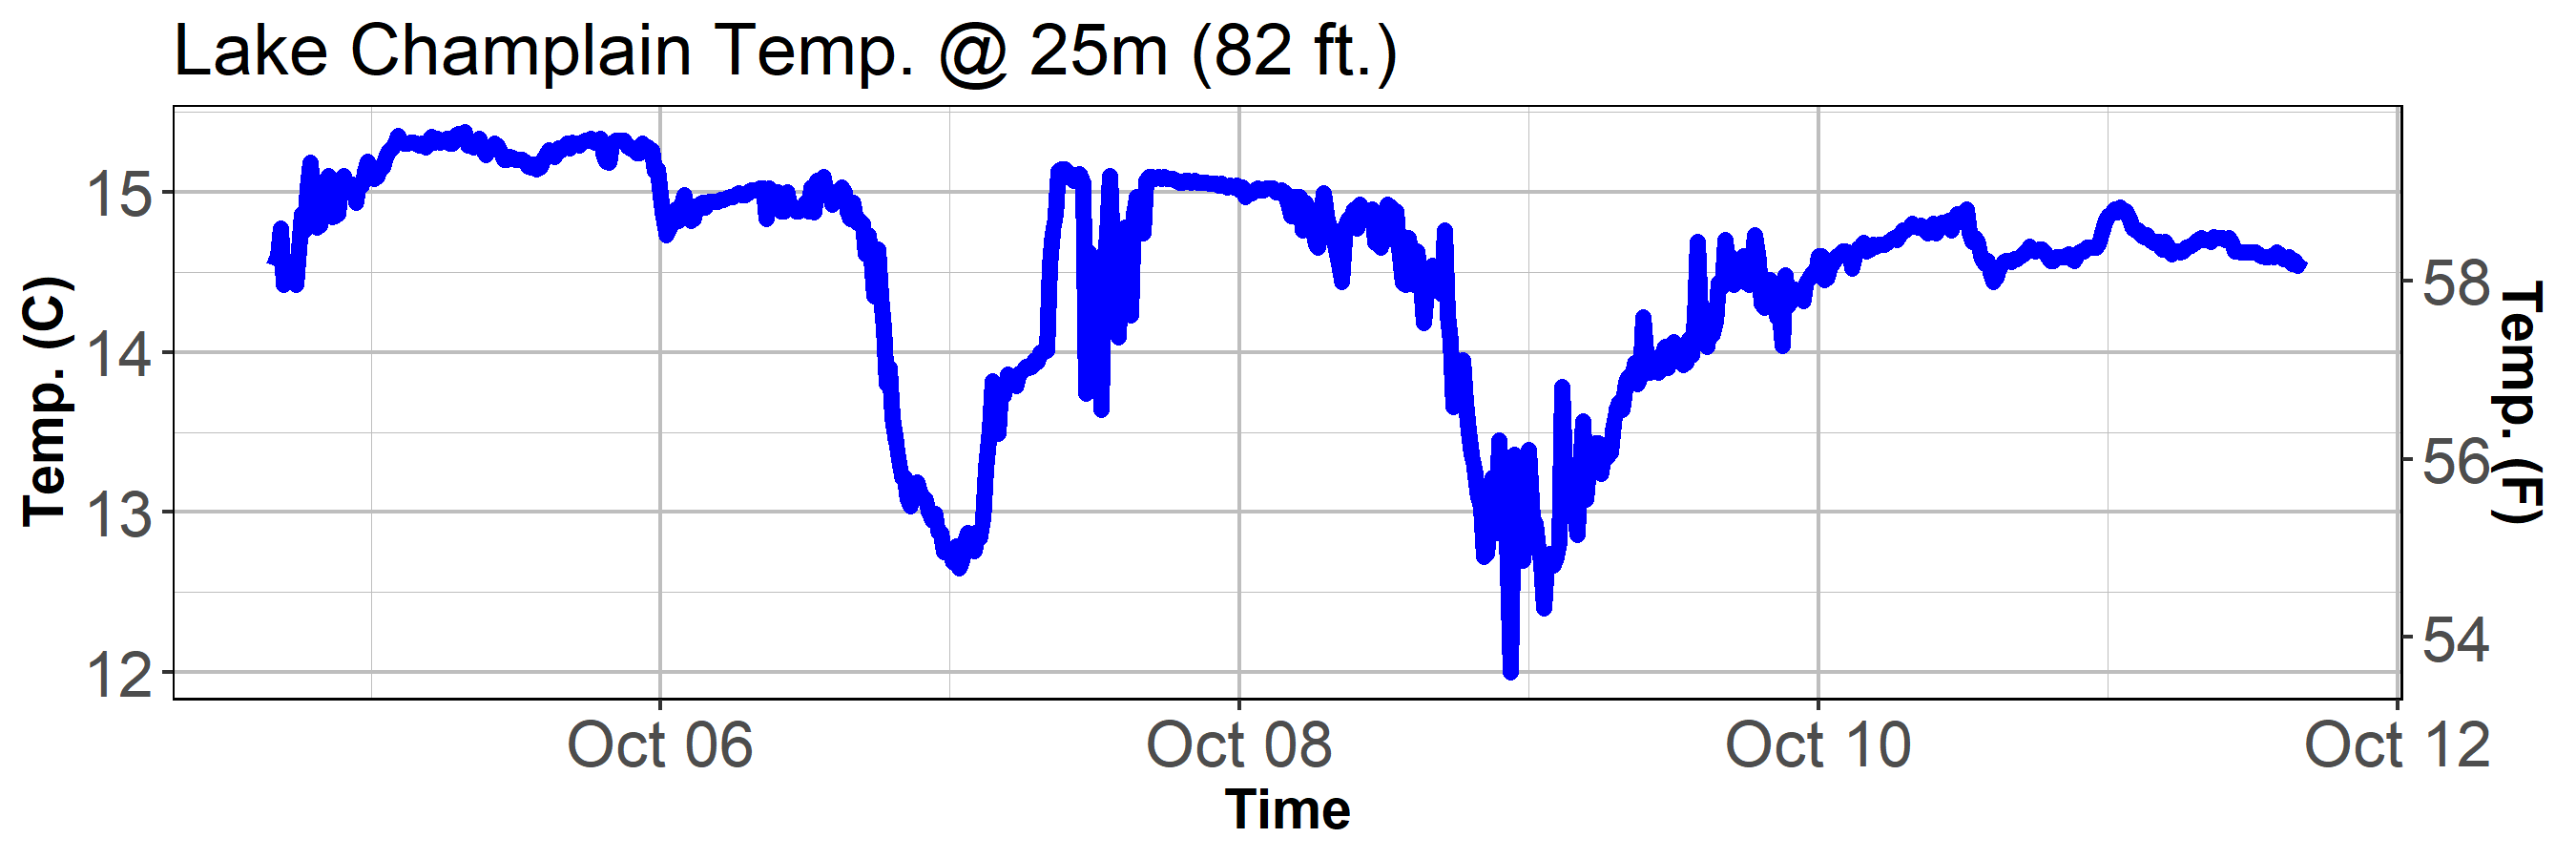 Lake Champlain Temp. @ 25m (82 ft.)
Temp. (C)
15
14
13
12
58
56
54
Temp. (F)
Oct 06 Oct 08 Oct 10 Oct 12
Time